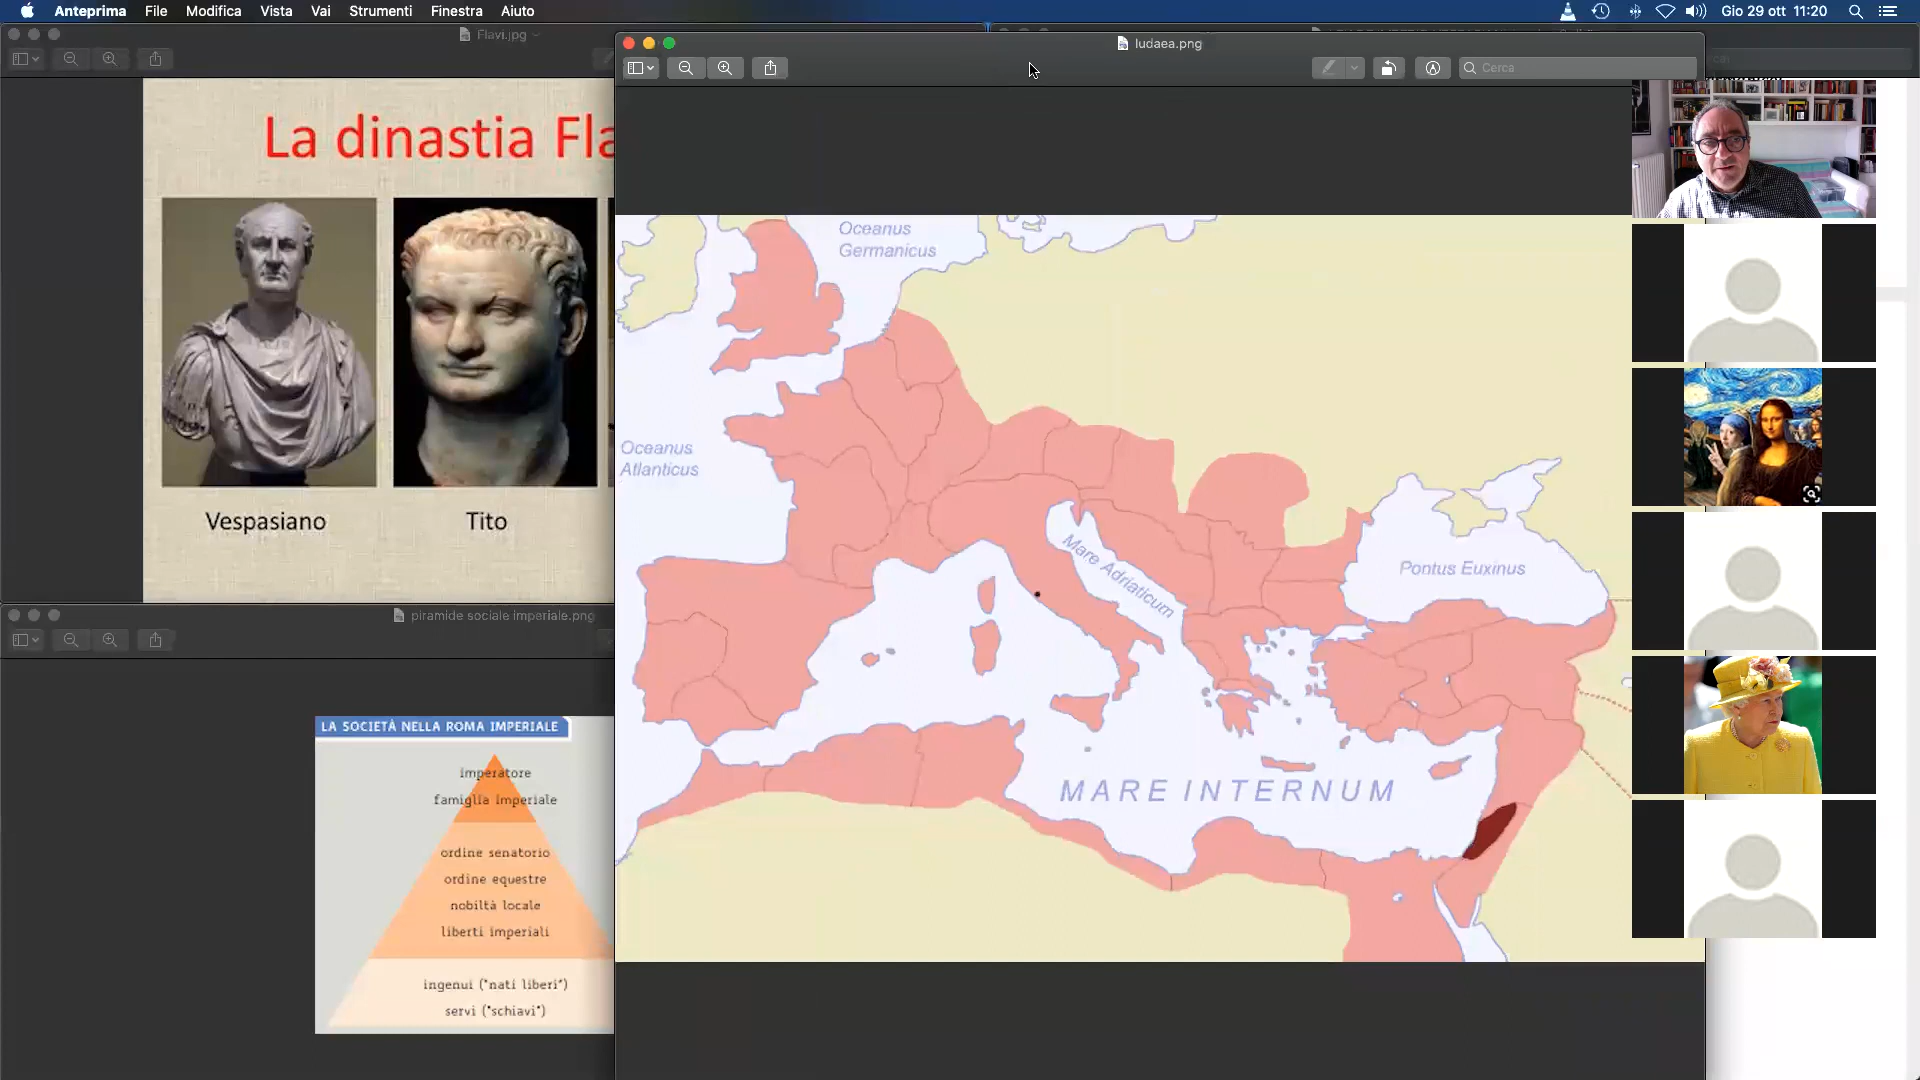 Anteprima File Modifica Vista Vai Strumenti Finestra Aiuto
Gio 29 ott 11:20
Flavi.jpg
La dinastia Fla
Vespasiano
Tito
piramide sociale imperiale.png
LA SOCIETÀ NELLA ROMA IMPERIALE
imperatore
famiglia imperiale
ordine senatorio
ordine equestre
nobiltà locale
liberti imperiali
ingenui ("nati liberi")
servi ("schiavi")
Iudaea.png
Cerca
Oceanus
Germanicus
Oceanus
Atlanticus
Mare Adriaticum
Pontus Euxinus
MARE INTERNUM